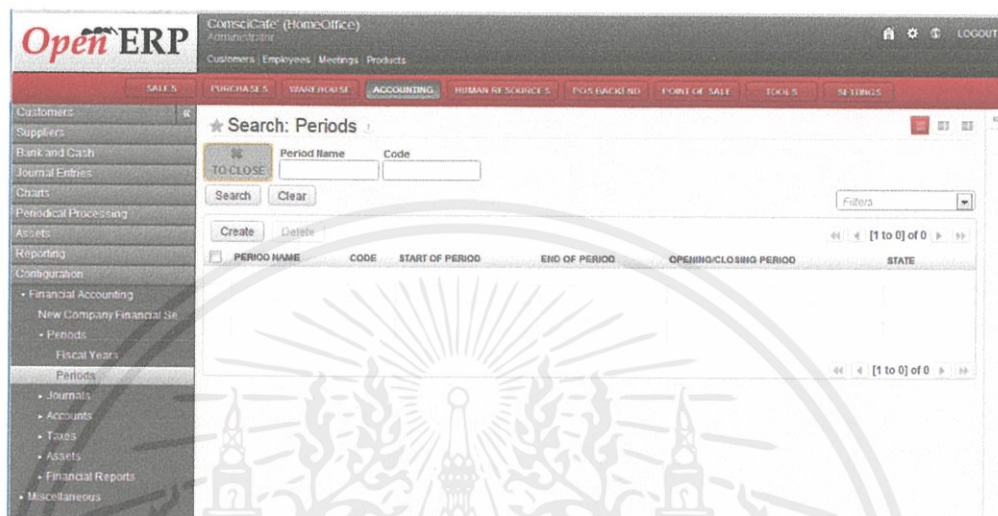 Open ERP
ComsciCafe' (HomeOffice)
Administrator
Customers Employees Meetings Products
LOGOUT
SALES PURCHASES WAREHOUSE ACCOUNTING HUMAN RESOURCES POS BACKEND POINT OF SALE TOOLS SETTINGS
Customers «
Suppliers
Bank and Cash
Journal Entries
Charts
Periodical Processing
Assets
Reporting
Configuration
Financial Accounting
New Company Financial Se
Periods
Fiscal Years
Periods
Journals
Accounts
Taxes
Assets
Financial Reports
Miscellaneous
Search: Periods ?
TO CLOSE
Period Name Code
Search Clear
Filters
Create Delete
[1 to 0] of 0
PERIOD NAME CODE START OF PERIOD END OF PERIOD OPENING/CLOSING PERIOD STATE
[1 to 0] of 0